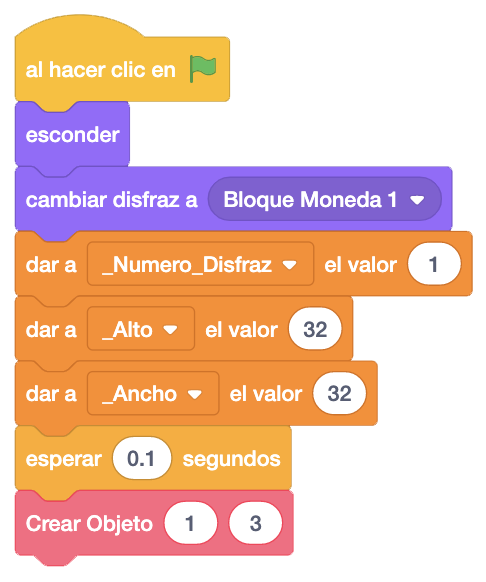 al hacer clic en
esconder
cambiar disfraz a Bloque Moneda 1
dar a _Numero_Disfraz el valor 1
dar a _Alto el valor 32
dar a _Ancho el valor 32
esperar 0.1 segundos
Crear Objeto 1 3